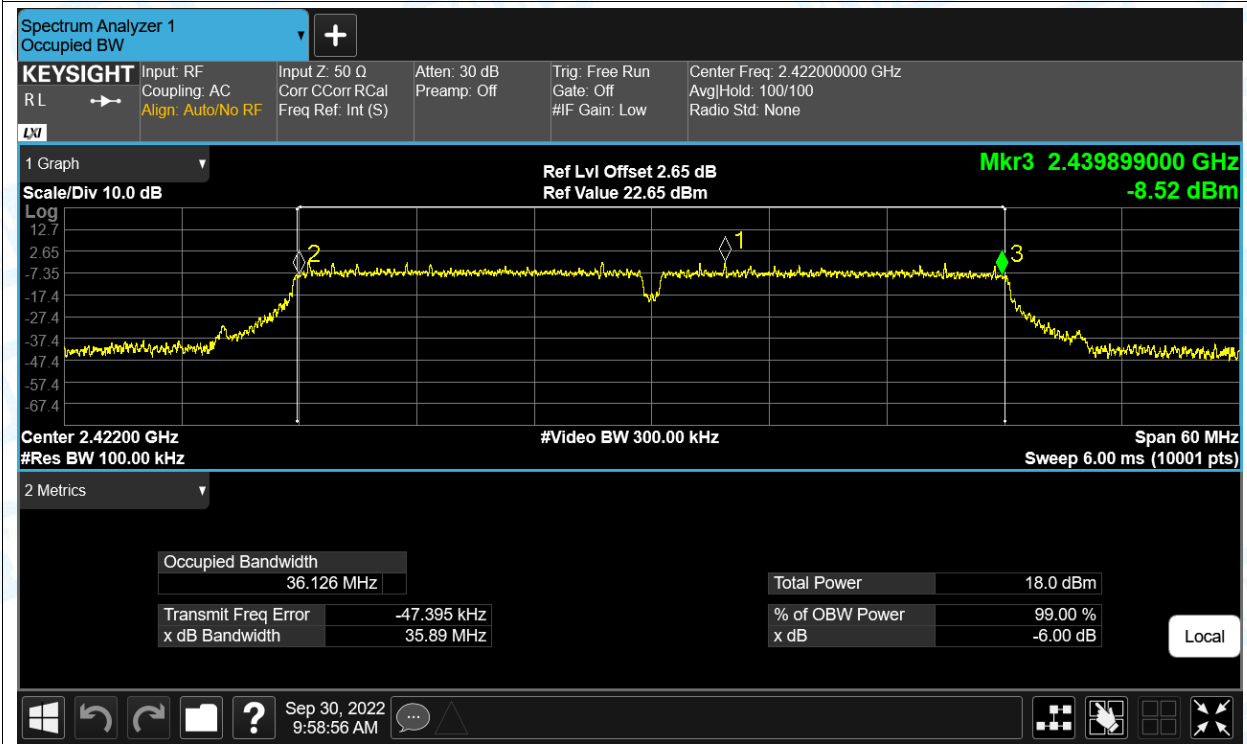 Spectrum Analyzer 1
Occupied BW
KEYSIGHT
R L
LXI
Input: RF
Coupling: AC
Align: Auto/No RF
Input Z: 50 Ω
Corr CCorr RCal
Freq Ref: Int (S)
Atten: 30 dB
Preamp: Off
Trig: Free Run
Gate: Off
#IF Gain: Low
Center Freq: 2.422000000 GHz
Avg|Hold: 100/100
Radio Std: None
1 Graph
Scale/Div 10.0 dB
Ref Lvl Offset 2.65 dB
Ref Value 22.65 dBm
Mkr3 2.439899000 GHz
-8.52 dBm
Log
12.7
2.65
-7.35
-17.4
-27.4
-37.4
-47.4
-57.4
-67.4
2
1
3
Center 2.42200 GHz
#Res BW 100.00 kHz
#Video BW 300.00 kHz
Span 60 MHz
Sweep 6.00 ms (10001 pts)
2 Metrics
Occupied Bandwidth
36.126 MHz
Transmit Freq Error -47.395 kHz
x dB Bandwidth 35.89 MHz
Total Power 18.0 dBm
% of OBW Power 99.00 %
x dB -6.00 dB
Local
?
Sep 30, 2022
9:58:56 AM